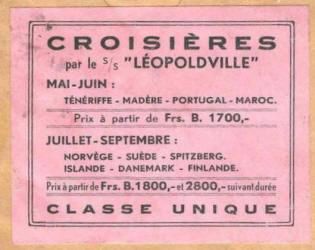 CROISIÈRES
par le s/s "LÉOPOLDVILLE"
MAI-JUIN :
TÉNÉRIFFE - MADÈRE - PORTUGAL - MAROC.
Prix à partir de Frs. B. 1700,-
JUILLET-SEPTEMBRE :
NORVÈGE - SUÈDE - SPITZBERG.
ISLANDE - DANEMARK - FINLANDE.
Prix à partir de Frs. B. 1800,- et 2800,- suivant durée
CLASSE UNIQUE